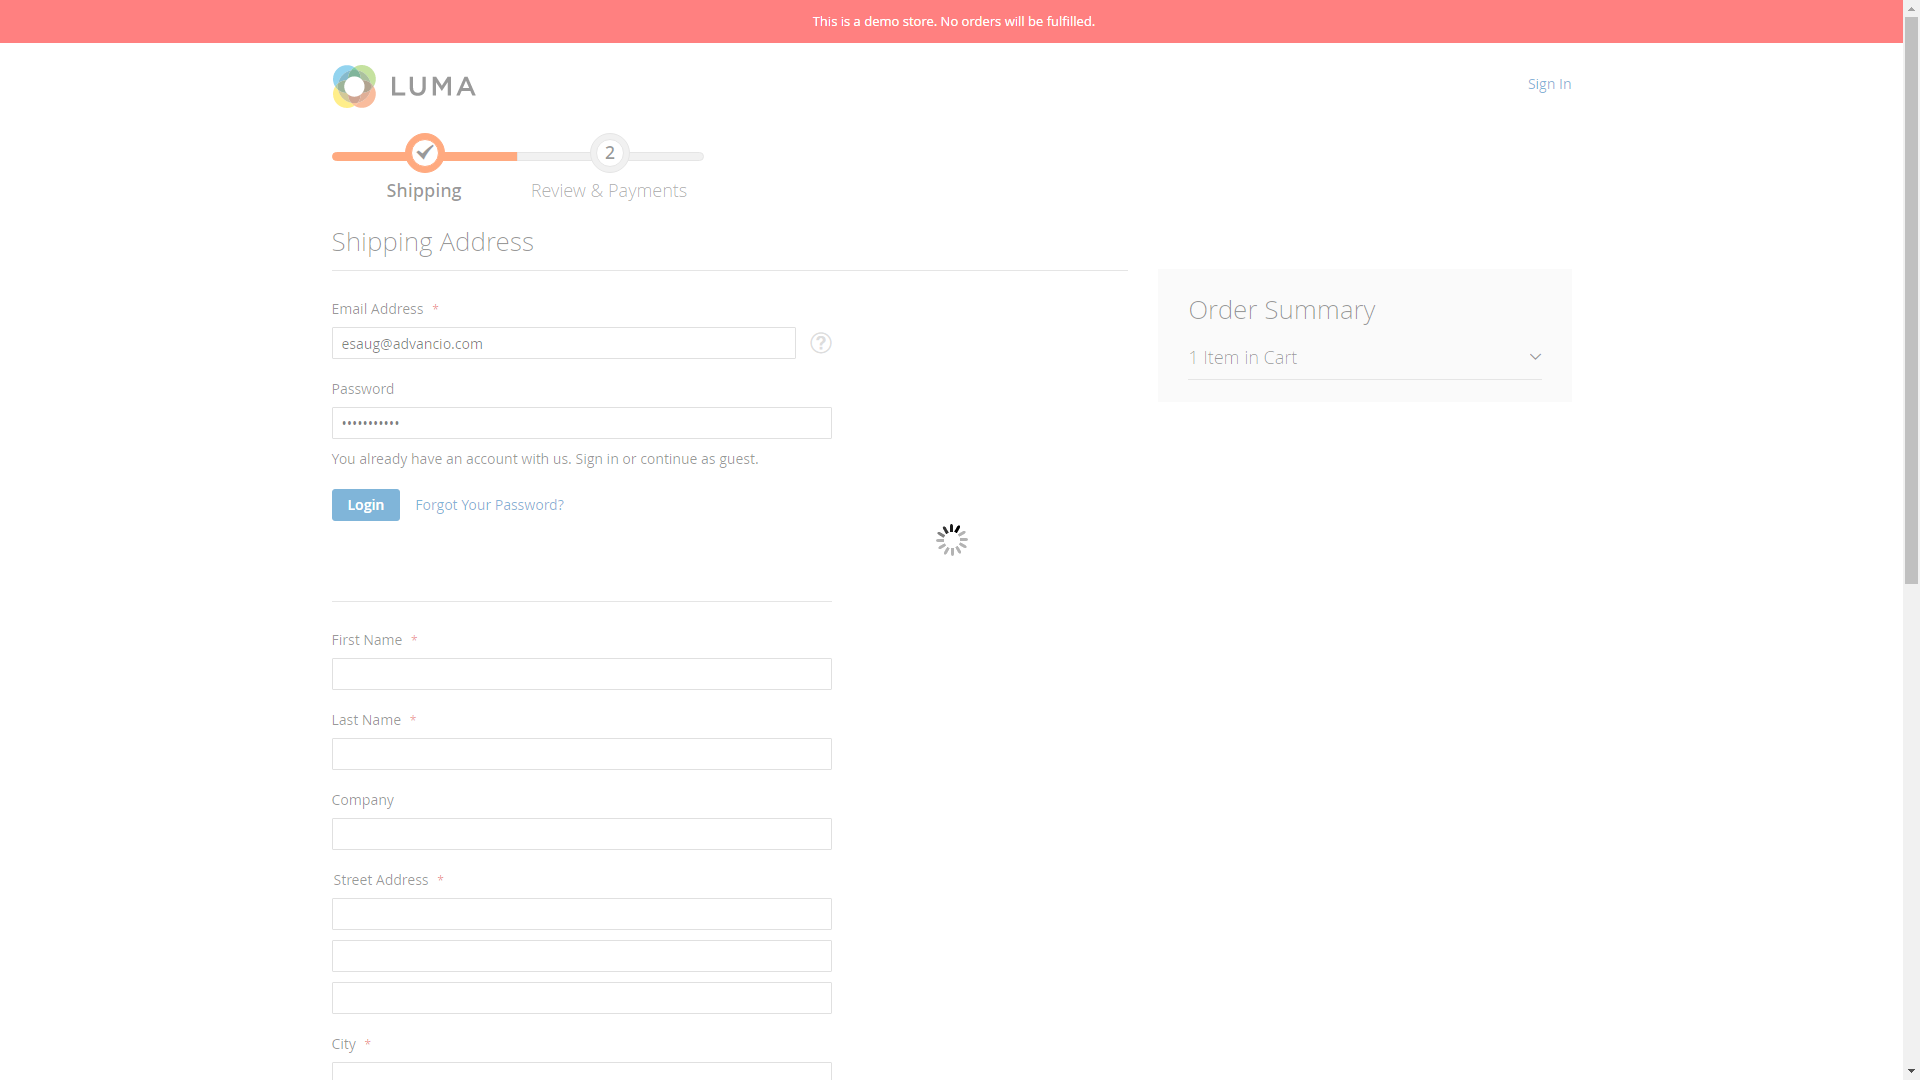 This is a demo store. No orders will be fulfilled.
LUMA
Sign In
2
Shipping
Review & Payments
Shipping Address
Email Address *
esaug@advancio.com
?
Password
•••••••••••
You already have an account with us. Sign in or continue as guest.
Login
Forgot Your Password?
Order Summary
1 Item in Cart
First Name *
Last Name *
Company
Street Address *
City *